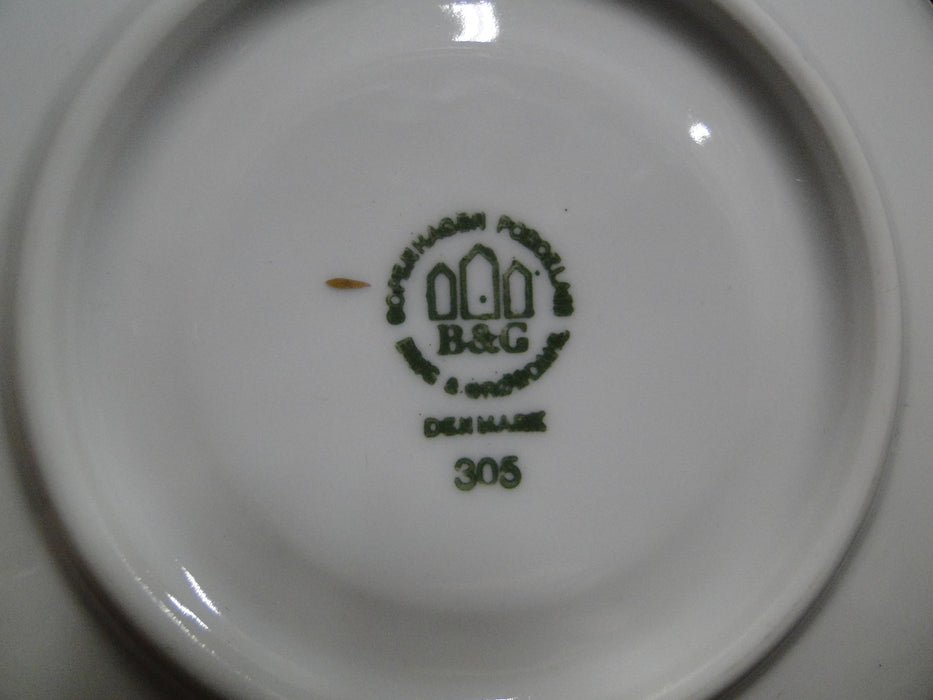 COPENHAGEN PORCELAIN
B&G
BING & GRØNDAHL
DENMARK
305